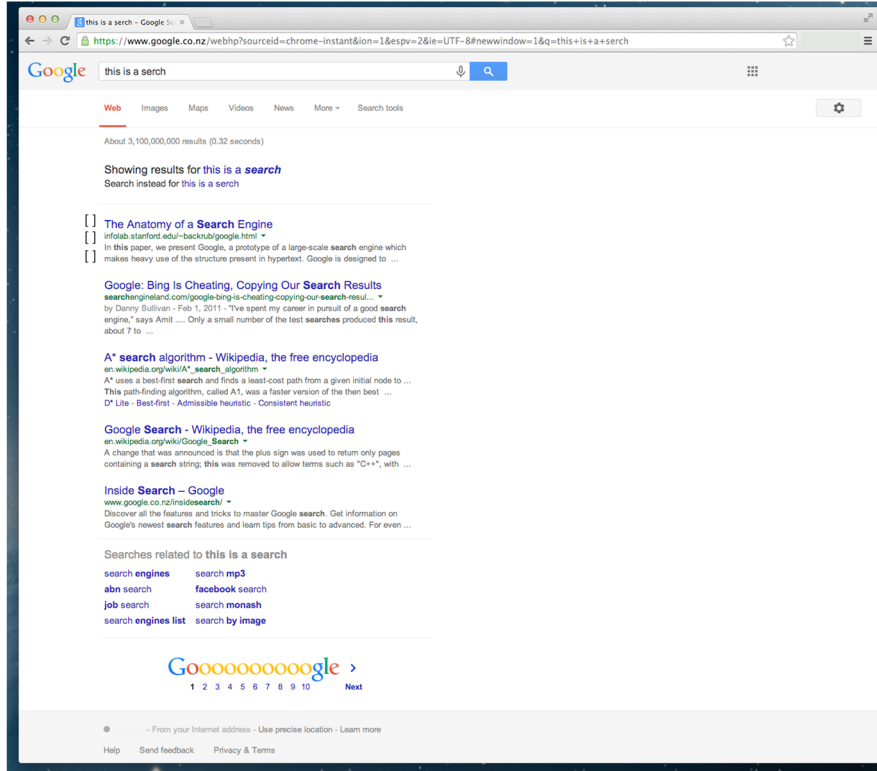 this is a serch - Google Se
https://www.google.co.nz/webhp?sourceid=chrome-instant&ion=1&espv=2&ie=UTF-8#newwindow=1&q=this+is+a+serch
Google this is a serch
Web Images Maps Videos News More Search tools
About 3,100,000,000 results (0.32 seconds)
Showing results for this is a search
Search instead for this is a serch
[ ] The Anatomy of a Search Engine
[ ] infolab.stanford.edu/~backrub/google.html
In this paper, we present Google, a prototype of a large-scale search engine which
[ ] makes heavy use of the structure present in hypertext. Google is designed to ...
Google: Bing Is Cheating, Copying Our Search Results
searchengineland.com/google-bing-is-cheating-copying-our-search-resul...
by Danny Sullivan - Feb 1, 2011 - "I've spent my career in pursuit of a good search
engine," says Amit .... Only a small number of the test searches produced this result,
about 7 to ...
A* search algorithm - Wikipedia, the free encyclopedia
en.wikipedia.org/wiki/A*_search_algorithm
A* uses a best-first search and finds a least-cost path from a given initial node to ...
This path-finding algorithm, called A1, was a faster version of the then best ...
D* Lite - Best-first - Admissible heuristic - Consistent heuristic
Google Search - Wikipedia, the free encyclopedia
en.wikipedia.org/wiki/Google_Search
A change that was announced is that the plus sign was used to return only pages
containing a search string; this was removed to allow terms such as "C++", with ...
Inside Search – Google
www.google.co.nz/insidesearch/
Discover all the features and tricks to master Google search. Get information on
Google's newest search features and learn tips from basic to advanced. For even ...
Searches related to this is a search
search engines search mp3
abn search facebook search
job search search monash
search engines list search by image
Goooooooooogle >
1 2 3 4 5 6 7 8 9 10 Next
- From your Internet address - Use precise location - Learn more
Help Send feedback Privacy & Terms